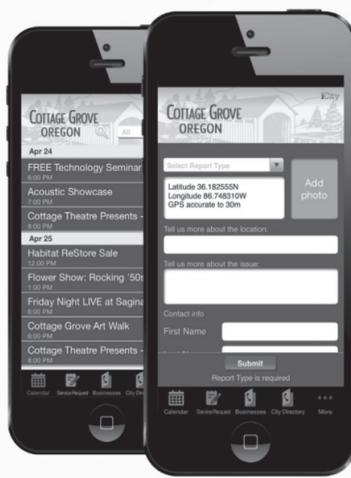 COTTAGE GROVE
OREGON
All
Apr 24
FREE Technology Seminar
6:00 PM
Acoustic Showcase
7:00 PM
Cottage Theatre Presents -
8:00 PM
Apr 25
Habitat ReStore Sale
12:00 PM
Flower Show: Rocking '50s
1:00 PM
Friday Night LIVE at Sagina
6:00 PM
Cottage Grove Art Walk
6:00 PM
Cottage Theatre Presents -
8:00 PM
Calendar
Service Request
Businesses
City Di
iCity
COTTAGE GROVE
OREGON
Select Report Type
Latitude 36.182555N
Longitude 86.748310W
GPS accurate to 30m
Add
photo
Tell us more about the location:
Tell us more about the issue:
Contact info
First Name
Submit
Report Type is required
Calendar
Service Request
Businesses
City Directory
More